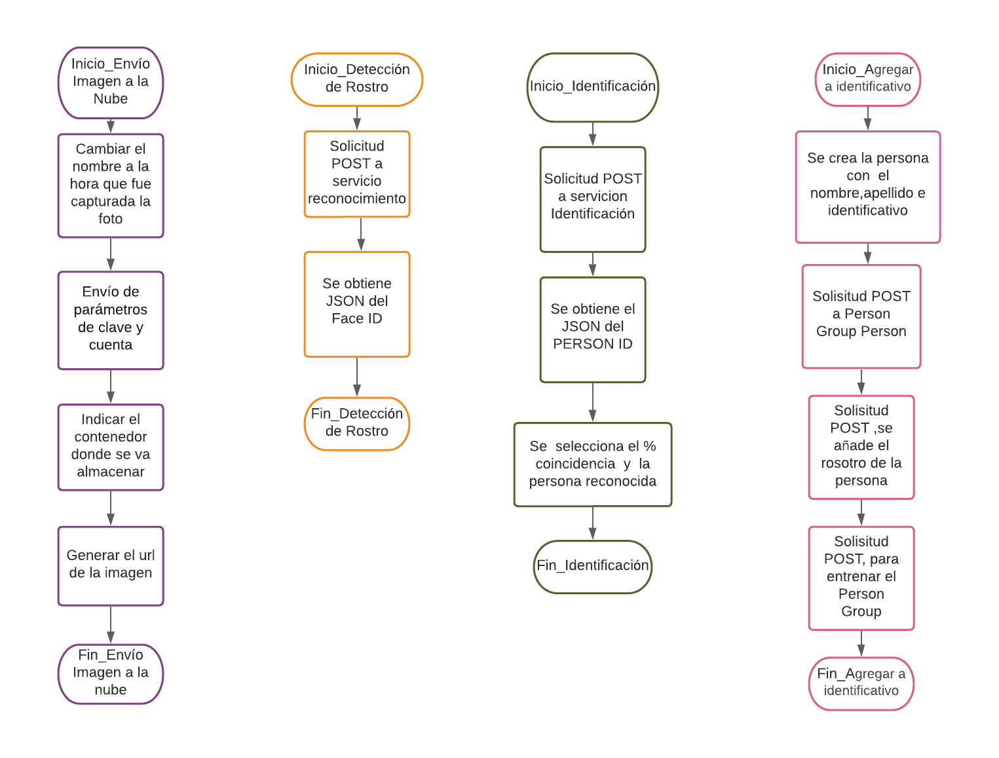 Inicio_Envío
Imagen a la
Nube
Cambiar el
nombre a la
hora que fue
capturada la
foto
Envío de
parámetros
de clave y
cuenta
Indicar el
contenedor
donde se va
almacenar
Generar el url
de la imagen
Fin_Envío
Imagen a la
nube
Inicio_Detección
de Rostro
Solicitud
POST a
servicio
reconocimiento
Se obtiene
JSON del
Face ID
Fin_Detección
de Rostro
Inicio_Identificación
Solicitud POST
a servicion
Identificación
Se obtiene el
JSON del
PERSON ID
Se selecciona el %
coincidencia y la
persona reconocida
Fin_Identificación
Inicio_Agregar
a identificativo
Se crea la persona
con el
nombre,apellido e
identificativo
Solisitud POST
a Person
Group Person
Solisitud
POST ,se
añade el
rosotro de la
persona
Solisitud
POST, para
entrenar el
Person
Group
Fin_Agregar a
identificativo